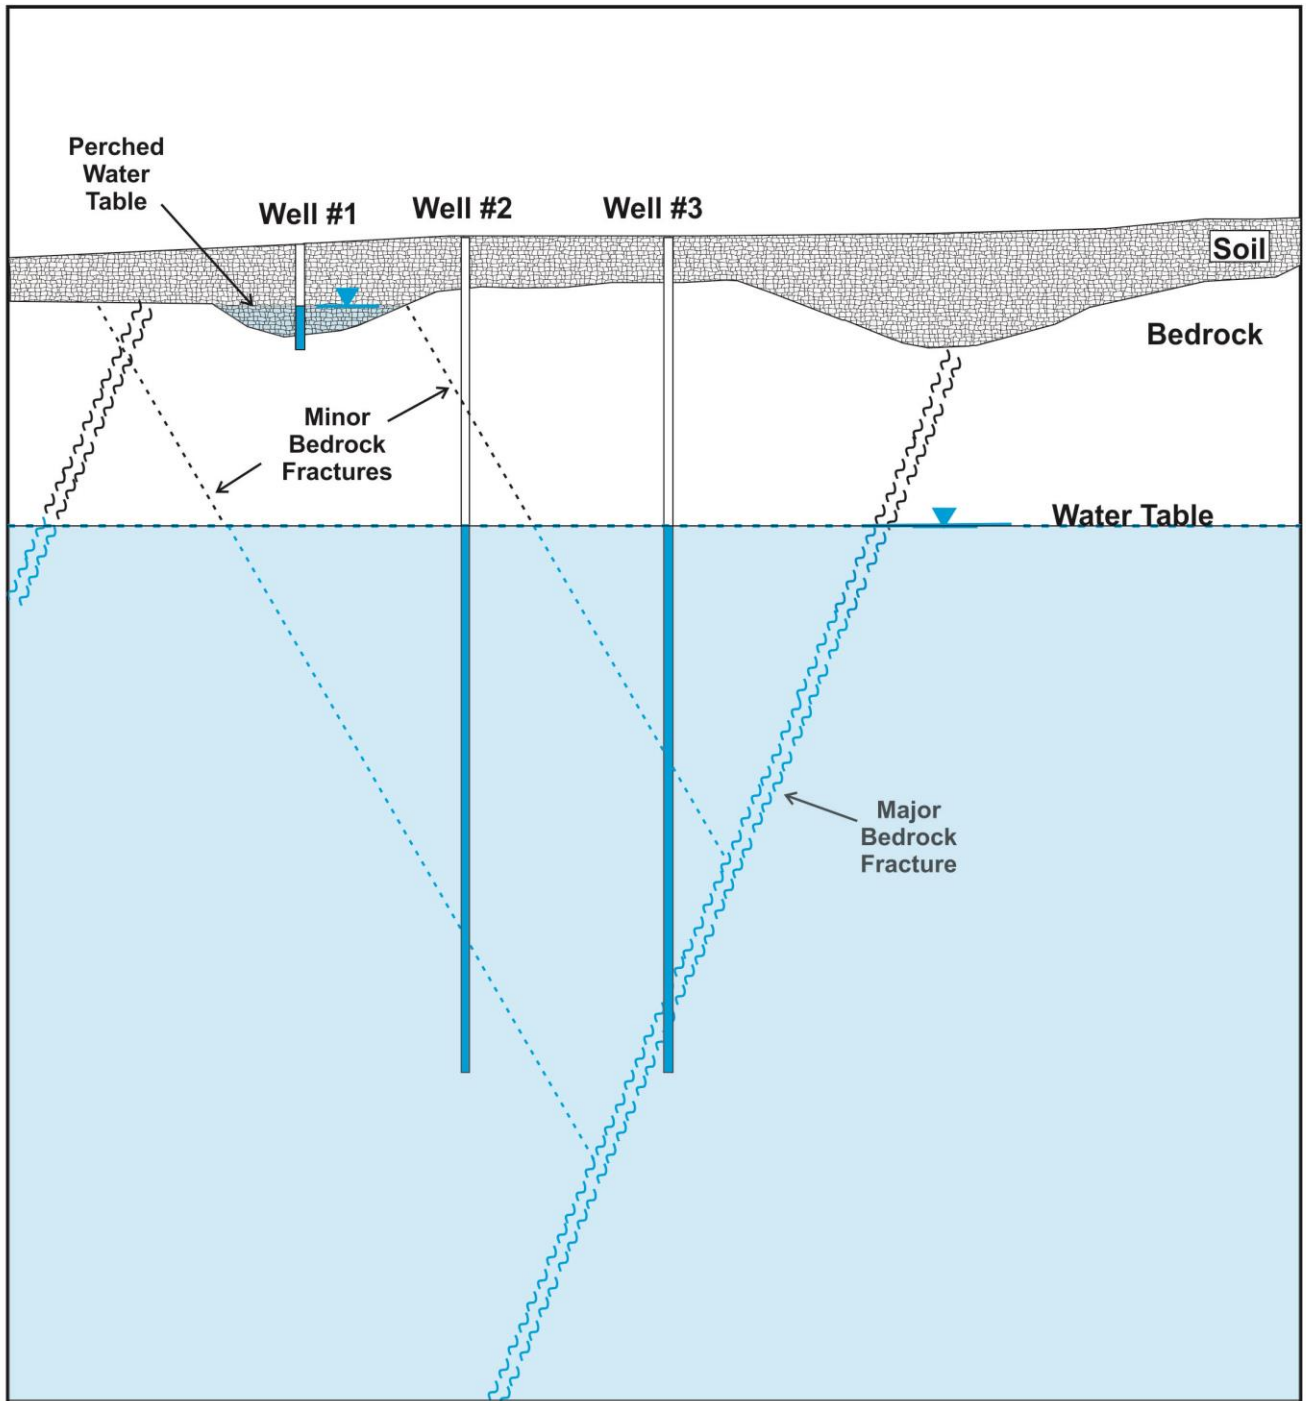 Perched
Water
Table
Well #1
Well #2
Well #3
Soil
Bedrock
Minor
Bedrock
Fractures
Water Table
Major
Bedrock
Fracture